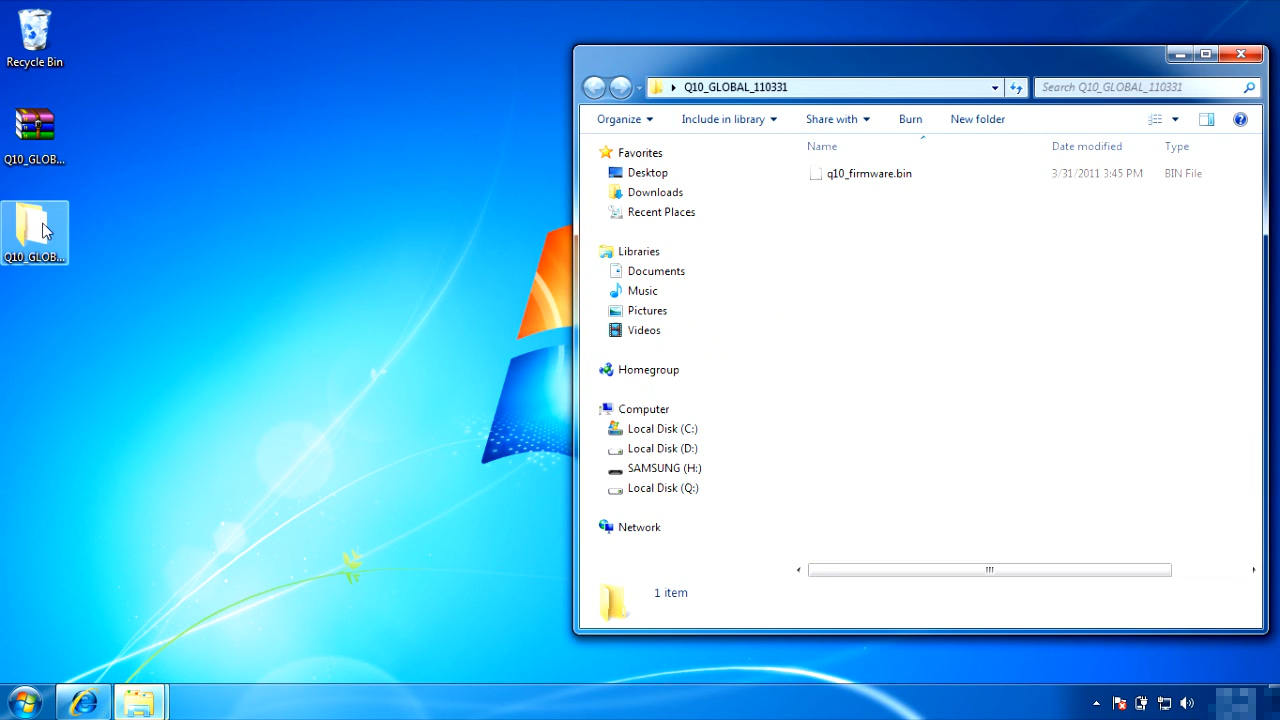 Recycle Bin
Q10_GLOB...
Q10_GLOB...
Q10_GLOBAL_110331
Search Q10_GLOBAL_110331
Organize
Include in library
Share with
Burn
New folder
Name
Date modified
Type
q10_firmware.bin
3/31/2011 3:45 PM
BIN File
Favorites
Desktop
Downloads
Recent Places
Libraries
Documents
Music
Pictures
Videos
Homegroup
Computer
Local Disk (C:)
Local Disk (D:)
SAMSUNG (H:)
Local Disk (Q:)
Network
1 item